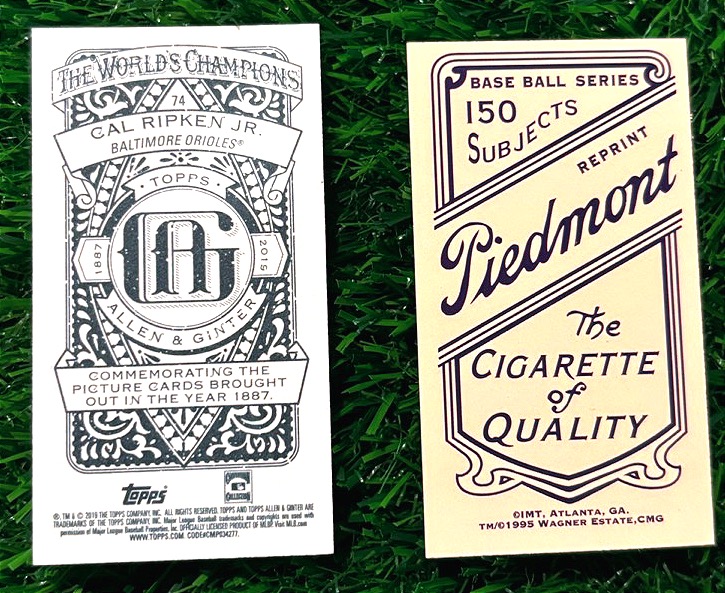 THE WORLD'S CHAMPIONS
74
CAL RIPKEN JR.
BALTIMORE ORIOLES®
TOPPS
AG
1887
2019
ALLEN & GINTER
COMMEMORATING THE
PICTURE CARDS BROUGHT
OUT IN THE YEAR 1887.
Topps
®, TM & © 2019 THE TOPPS COMPANY, INC. ALL RIGHTS RESERVED. TOPPS AND TOPPS ALLEN & GINTER ARE
TRADEMARKS OF THE TOPPS COMPANY, INC. Major League Baseball trademarks and copyrights are used with
permission of Major League Baseball Properties, Inc. OFFICIALLY LICENSED PRODUCT OF MLBP. Visit MLB.com
WWW.TOPPS.COM. CODE#CMP034277.
BASE BALL SERIES
150
SUBJECTS
REPRINT
Piedmont
The
CIGARETTE
of
QUALITY
©IMT, ATLANTA, GA.
TM/©1995 WAGNER ESTATE, CMG